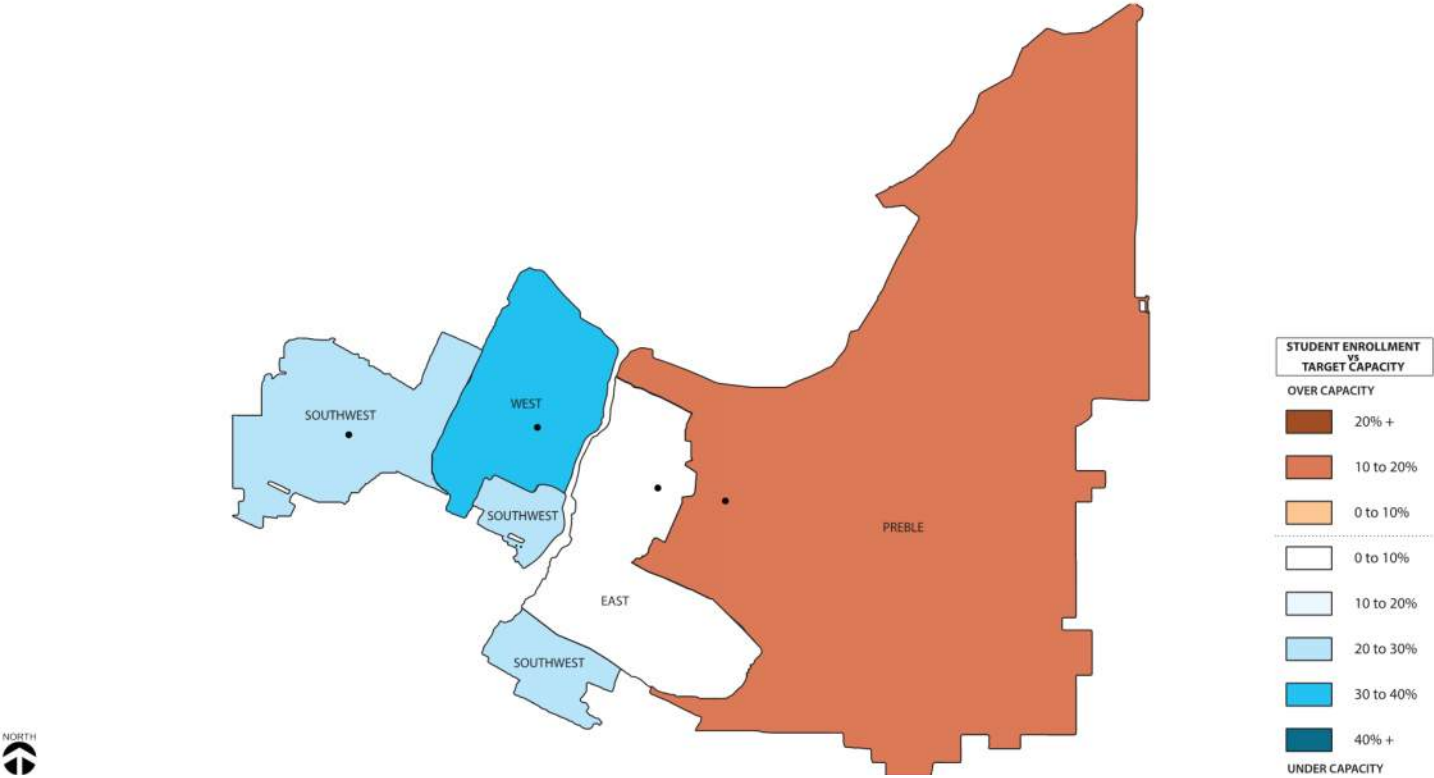 SOUTHWEST
WEST
SOUTHWEST
PREBLE
EAST
SOUTHWEST
NORTH
STUDENT ENROLLMENT
vs
TARGET CAPACITY
OVER CAPACITY
20% +
10 to 20%
0 to 10%
0 to 10%
10 to 20%
20 to 30%
30 to 40%
40% +
UNDER CAPACITY